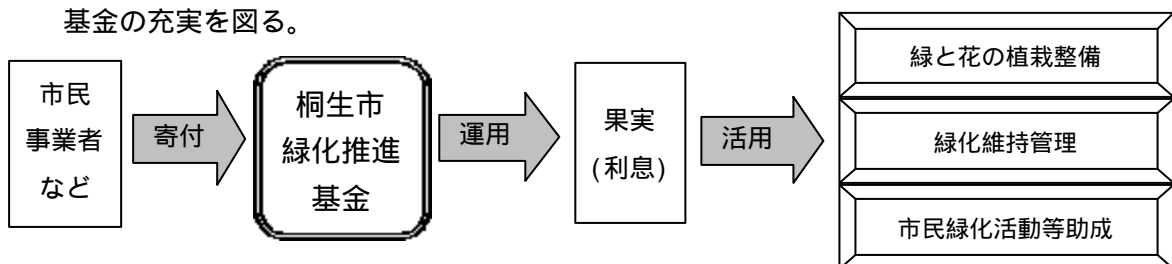 基金の充実を図る。
市民
事業者
など
寄付
桐生市
緑化推進
基金
運用
果実
(利息)
活用
緑と花の植栽整備
緑化維持管理
市民緑化活動等助成